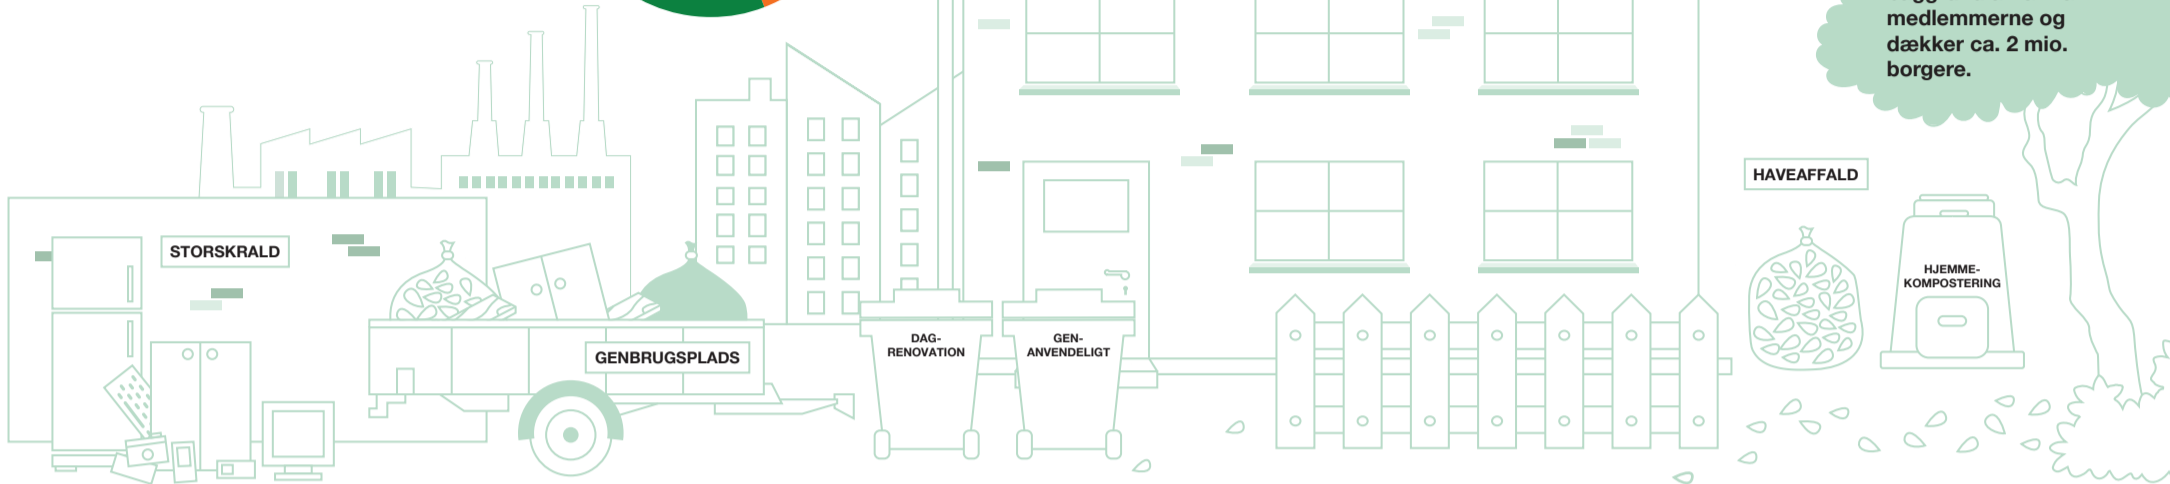 medlemmerne og
dækker ca. 2 mio.
borgere.
HAVEAFFALD
STORSKRALD
HJEMME-
KOMPOSTERING
GENBRUGSPLADS
DAG-
RENOVATION
GEN-
ANVENDELIGT